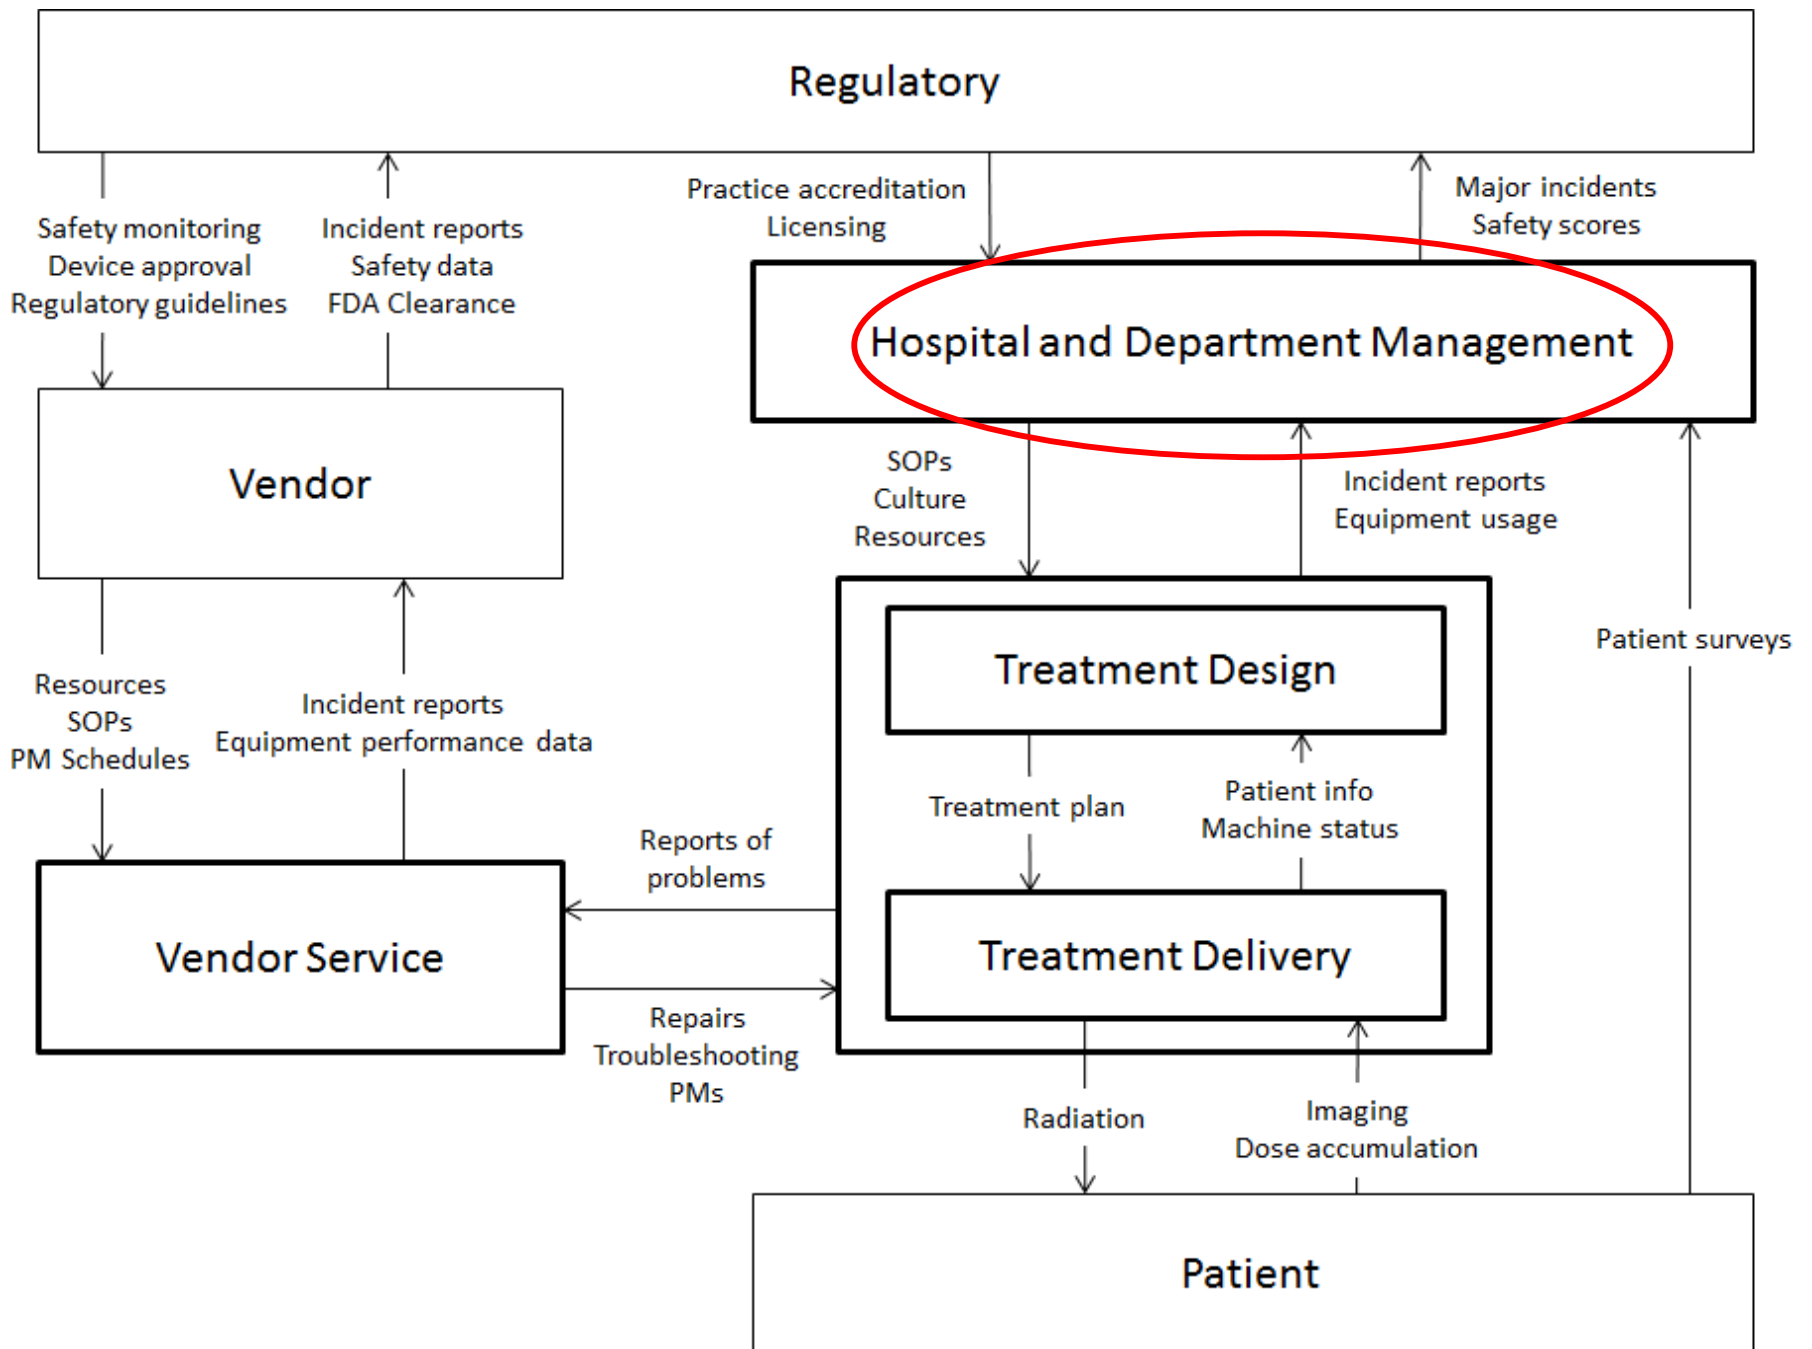 Regulatory
Safety monitoring
Device approval
Regulatory guidelines
Incident reports
Safety data
FDA Clearance
Practice accreditation
Licensing
Major incidents
Safety scores
Hospital and Department Management
Vendor
SOPs
Culture
Resources
Incident reports
Equipment usage
Patient surveys
Resources
SOPs
PM Schedules
Incident reports
Equipment performance data
Treatment Design
Treatment plan
Patient info
Machine status
Reports of
problems
Vendor Service
Treatment Delivery
Repairs
Troubleshooting
PMs
Radiation
Imaging
Dose accumulation
Patient